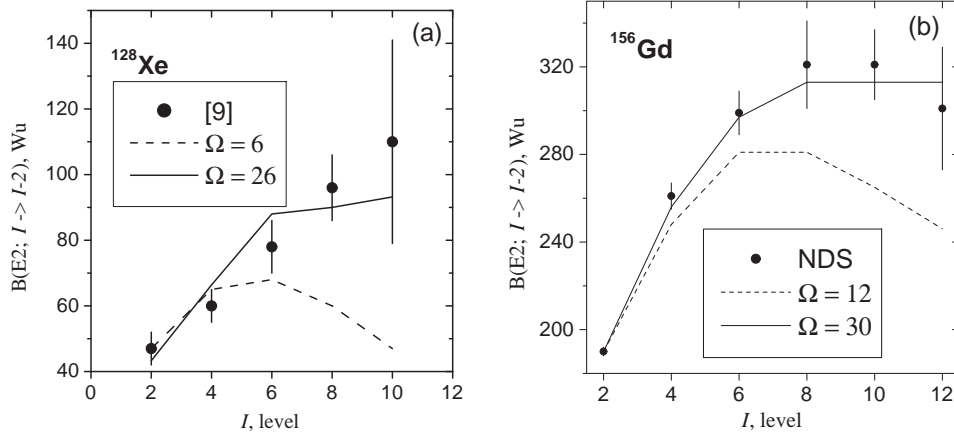 (a)
¹²⁸Xe
[9]
Ω = 6
Ω = 26
B(E2; I -> I-2), Wu
140
120
100
80
60
40
0 2 4 6 8 10 12
I, level
(b)
¹⁵⁶Gd
NDS
Ω = 12
Ω = 30
B(E2; I -> I-2), Wu
320
280
240
200
2 4 6 8 10 12
I, level